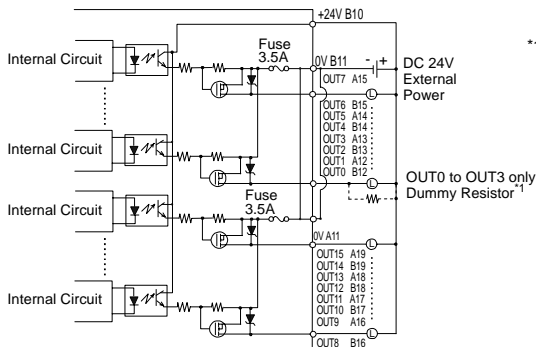 +24V B10
Internal Circuit
Fuse
3.5A
0V B11
- +
DC 24V
External
Power
*
OUT7 A15
OUT6 B15
OUT5 A14
OUT4 B14
OUT3 A13
OUT2 B13
OUT1 A12
OUT0 B12
Internal Circuit
L
L
OUT0 to OUT3 only
Dummy Resistor*1
Internal Circuit
Fuse
3.5A
0V A11
L
OUT15 A19
OUT14 B19
OUT13 A18
OUT12 B18
OUT11 A17
OUT10 B17
OUT9 A16
Internal Circuit
L
OUT8 B16